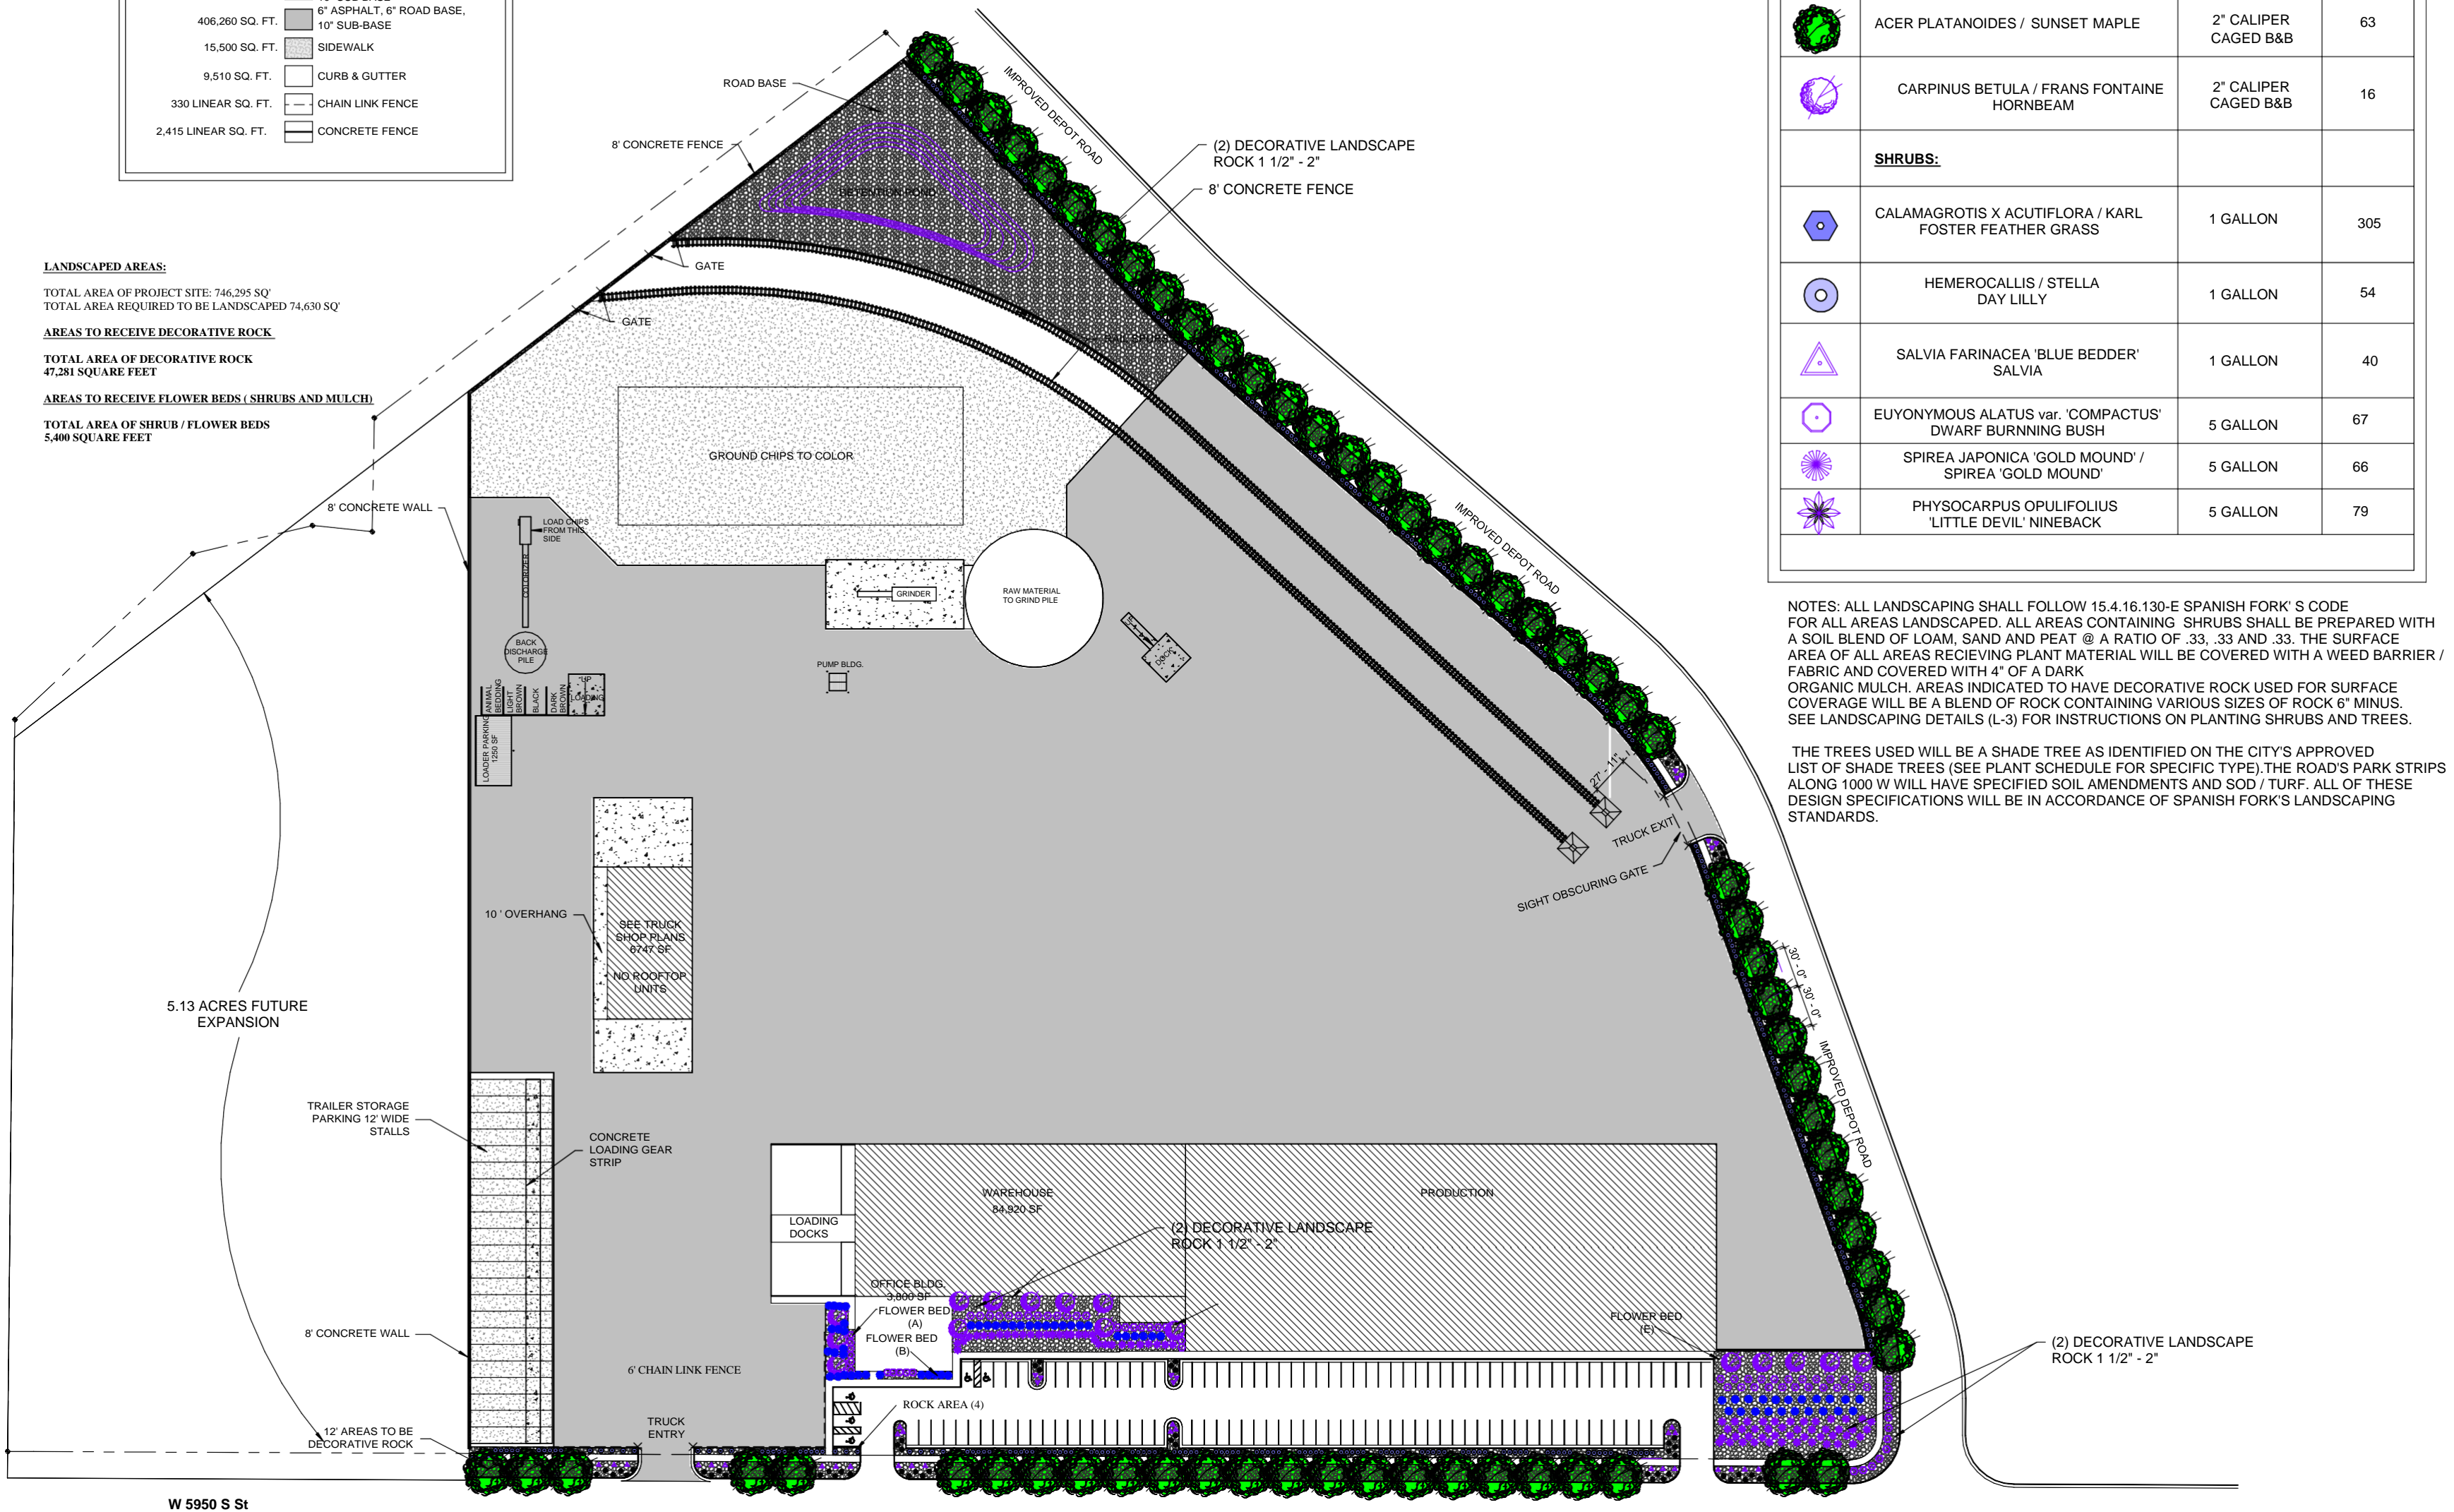 406,260 SQ. FT.
6" ASPHALT, 6" ROAD BASE,
10" SUB-BASE
15,500 SQ. FT.
SIDEWALK
9,510 SQ. FT.
CURB & GUTTER
330 LINEAR SQ. FT.
CHAIN LINK FENCE
2,415 LINEAR SQ. FT.
CONCRETE FENCE
LANDSCAPED AREAS:
TOTAL AREA OF PROJECT SITE: 746,295 SQ'
TOTAL AREA REQUIRED TO BE LANDSCAPED 74,630 SQ'
AREAS TO RECEIVE DECORATIVE ROCK
TOTAL AREA OF DECORATIVE ROCK
47,281 SQUARE FEET
AREAS TO RECEIVE FLOWER BEDS ( SHRUBS AND MULCH)
TOTAL AREA OF SHRUB / FLOWER BEDS
5,400 SQUARE FEET
ROAD BASE
8' CONCRETE FENCE
DETENTION POND
GATE
GATE
IMPROVED DEPOT ROAD
(2) DECORATIVE LANDSCAPE
ROCK 1 1/2" - 2"
8' CONCRETE FENCE
GROUND CHIPS TO COLOR
8' CONCRETE WALL
LOAD CHIPS
FROM THIS
SIDE
COLORIZER
GRINDER
RAW MATERIAL
TO GRIND PILE
BACK
DISCHARGE
PILE
PUMP BLDG.
DOCK
ANIMAL
BEDDING
LIGHT
BROWN
BLACK
DARK
BROWN
UP
LOADING
LOADER PARKING
1250 SF
IMPROVED DEPOT ROAD
27' - 11"
TRUCK EXIT
SIGHT OBSCURING GATE
10 ' OVERHANG
SEE TRUCK
SHOP PLANS
6747 SF
NO ROOFTOP
UNITS
30' - 0"
30' - 0"
IMPROVED DEPOT ROAD
5.13 ACRES FUTURE
EXPANSION
TRAILER STORAGE
PARKING 12' WIDE
STALLS
CONCRETE
LOADING GEAR
STRIP
LOADING
DOCKS
WAREHOUSE
84,920 SF
PRODUCTION
(2) DECORATIVE LANDSCAPE
ROCK 1 1/2" - 2"
OFFICE BLDG.
3,800 SF
FLOWER BED
(A)
FLOWER BED
(B)
FLOWER BED
(E)
8' CONCRETE WALL
6' CHAIN LINK FENCE
ROCK AREA (4)
TRUCK
ENTRY
12' AREAS TO BE
DECORATIVE ROCK
(2) DECORATIVE LANDSCAPE
ROCK 1 1/2" - 2"
W 5950 S St
ACER PLATANOIDES / SUNSET MAPLE
2" CALIPER
CAGED B&B
63
CARPINUS BETULA / FRANS FONTAINE
HORNBEAM
2" CALIPER
CAGED B&B
16
SHRUBS:
CALAMAGROTIS X ACUTIFLORA / KARL
FOSTER FEATHER GRASS
1 GALLON
305
HEMEROCALLIS / STELLA
DAY LILLY
1 GALLON
54
SALVIA FARINACEA 'BLUE BEDDER'
SALVIA
1 GALLON
40
EUYONYMOUS ALATUS var. 'COMPACTUS'
DWARF BURNNING BUSH
5 GALLON
67
SPIREA JAPONICA 'GOLD MOUND' /
SPIREA 'GOLD MOUND'
5 GALLON
66
PHYSOCARPUS OPULIFOLIUS
'LITTLE DEVIL' NINEBACK
5 GALLON
79
NOTES: ALL LANDSCAPING SHALL FOLLOW 15.4.16.130-E SPANISH FORK' S CODE
FOR ALL AREAS LANDSCAPED. ALL AREAS CONTAINING SHRUBS SHALL BE PREPARED WITH
A SOIL BLEND OF LOAM, SAND AND PEAT @ A RATIO OF .33, .33 AND .33. THE SURFACE
AREA OF ALL AREAS RECIEVING PLANT MATERIAL WILL BE COVERED WITH A WEED BARRIER /
FABRIC AND COVERED WITH 4" OF A DARK
ORGANIC MULCH. AREAS INDICATED TO HAVE DECORATIVE ROCK USED FOR SURFACE
COVERAGE WILL BE A BLEND OF ROCK CONTAINING VARIOUS SIZES OF ROCK 6" MINUS.
SEE LANDSCAPING DETAILS (L-3) FOR INSTRUCTIONS ON PLANTING SHRUBS AND TREES.
THE TREES USED WILL BE A SHADE TREE AS IDENTIFIED ON THE CITY'S APPROVED
LIST OF SHADE TREES (SEE PLANT SCHEDULE FOR SPECIFIC TYPE).THE ROAD'S PARK STRIPS
ALONG 1000 W WILL HAVE SPECIFIED SOIL AMENDMENTS AND SOD / TURF. ALL OF THESE
DESIGN SPECIFICATIONS WILL BE IN ACCORDANCE OF SPANISH FORK'S LANDSCAPING
STANDARDS.